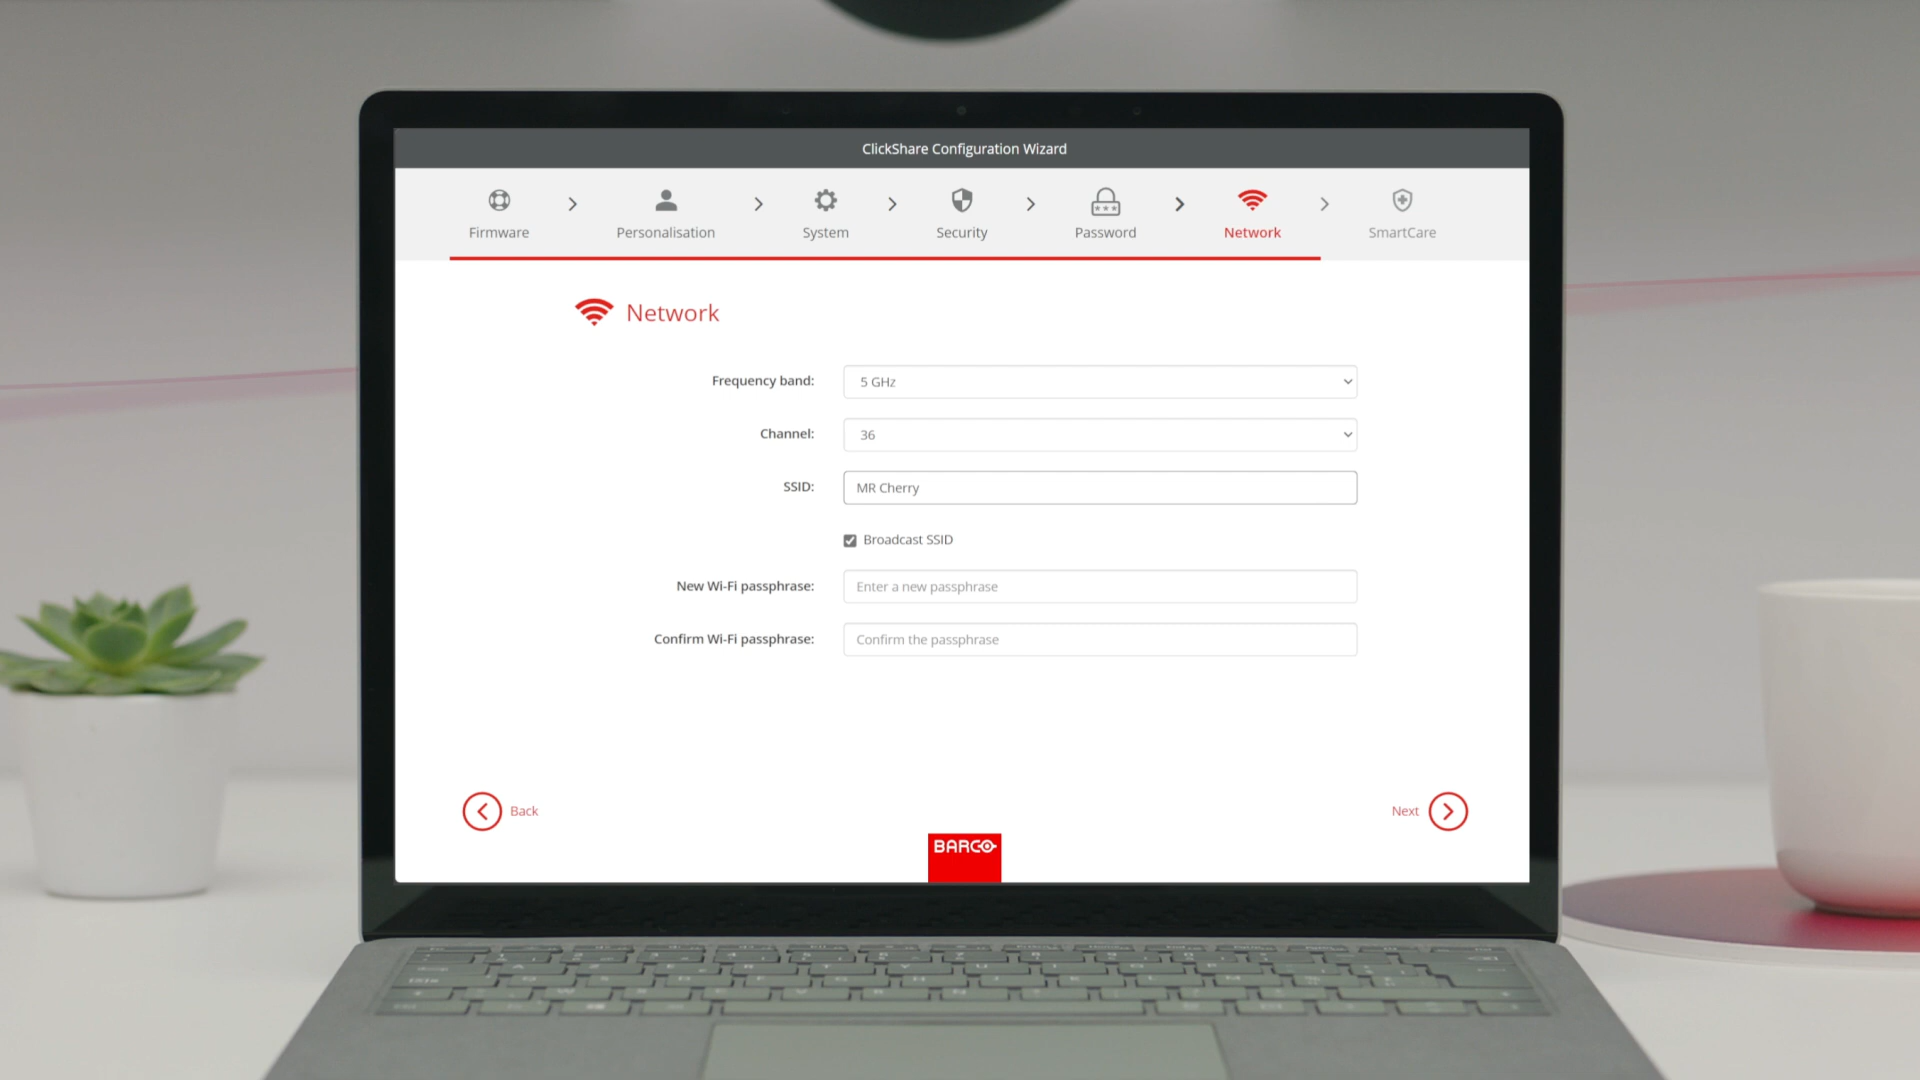 ClickShare Configuration Wizard
Firmware
Personalisation
System
Security
Password
Network
SmartCare
Network
Frequency band:
5 GHz
Channel:
36
SSID:
MR Cherry
Broadcast SSID
New Wi-Fi passphrase:
Enter a new passphrase
Confirm Wi-Fi passphrase:
Confirm the passphrase
Back
Next
BARCO